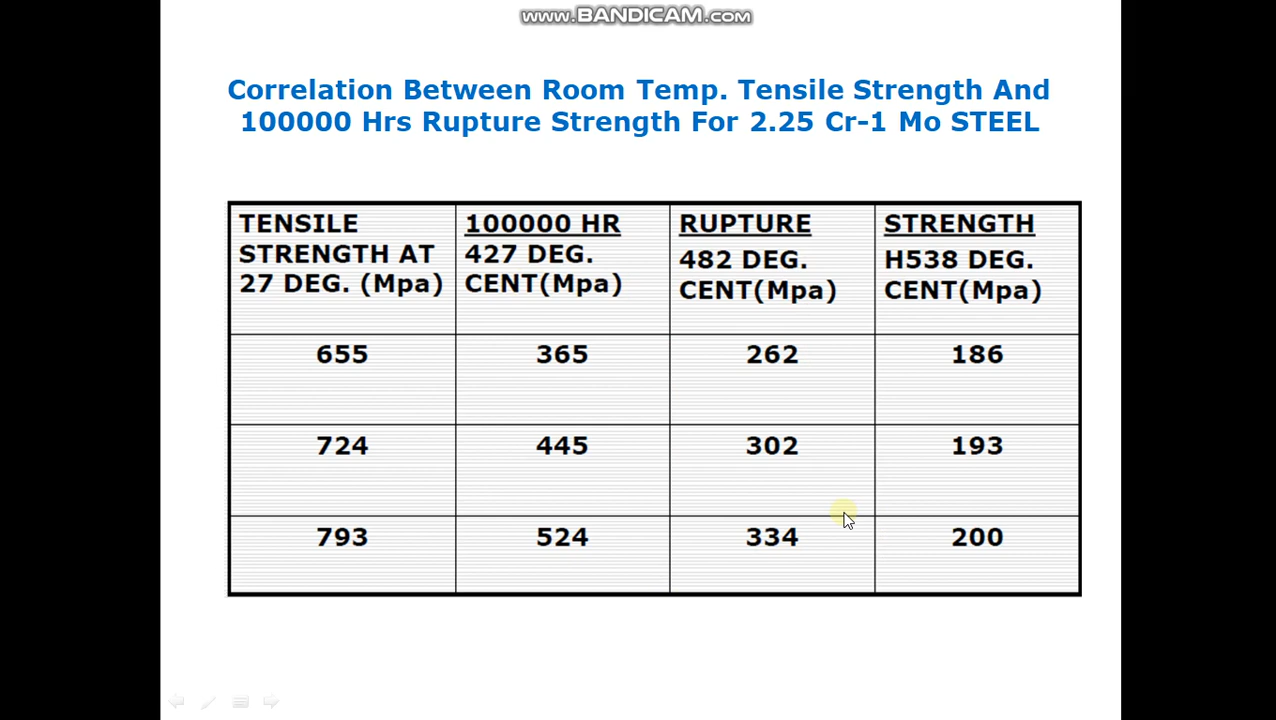 www.BANDICAM.com
Correlation Between Room Temp. Tensile Strength And
100000 Hrs Rupture Strength For 2.25 Cr-1 Mo STEEL
TENSILE
STRENGTH AT
27 DEG. (Mpa)
100000 HR
427 DEG.
CENT(Mpa)
RUPTURE
482 DEG.
CENT(Mpa)
STRENGTH
H538 DEG.
CENT(Mpa)
655 365 262 186
724 445 302 193
793 524 334 200